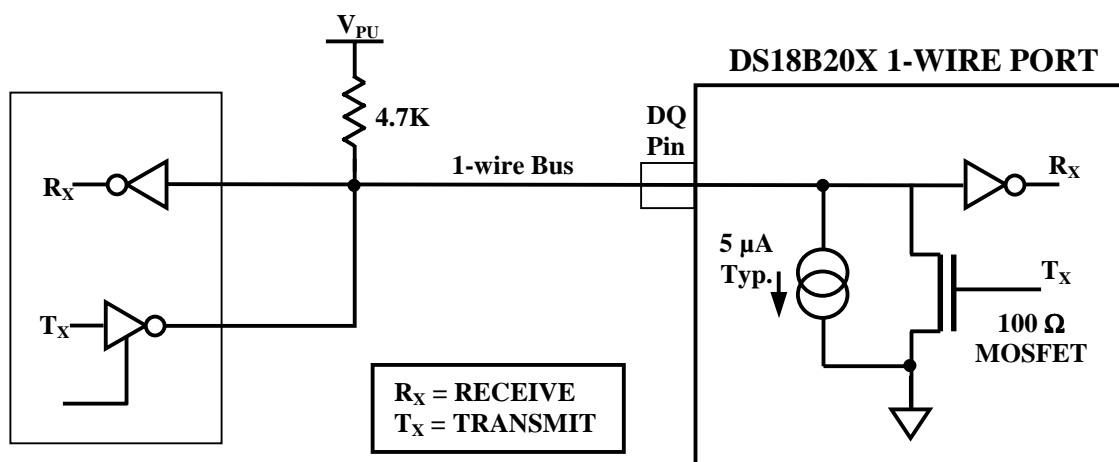 V_PU
DS18B20X 1-WIRE PORT
4.7K
DQ
Pin
1-wire Bus
R_X
R_X
5 µA
Typ.
T_X
T_X
100 Ω
MOSFET
R_X = RECEIVE
T_X = TRANSMIT